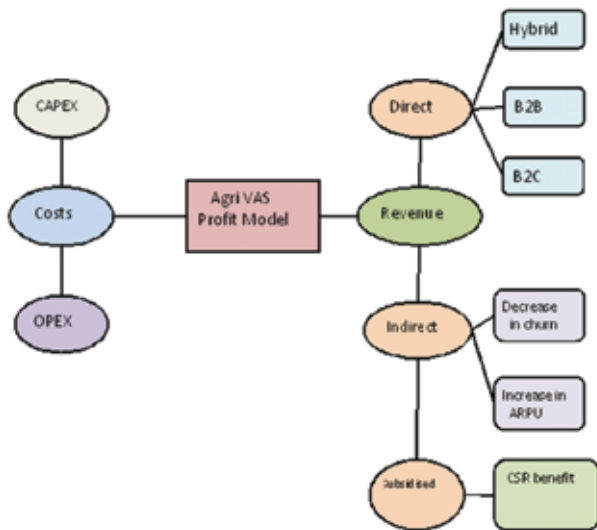 Hybrid
CAPEX
Direct
B2B
B2C
Costs
Agri VAS
Profit Model
Revenue
OPEX
Indirect
Decrease
in churn
Increase in
ARPU
Subsidised
CSR benefit